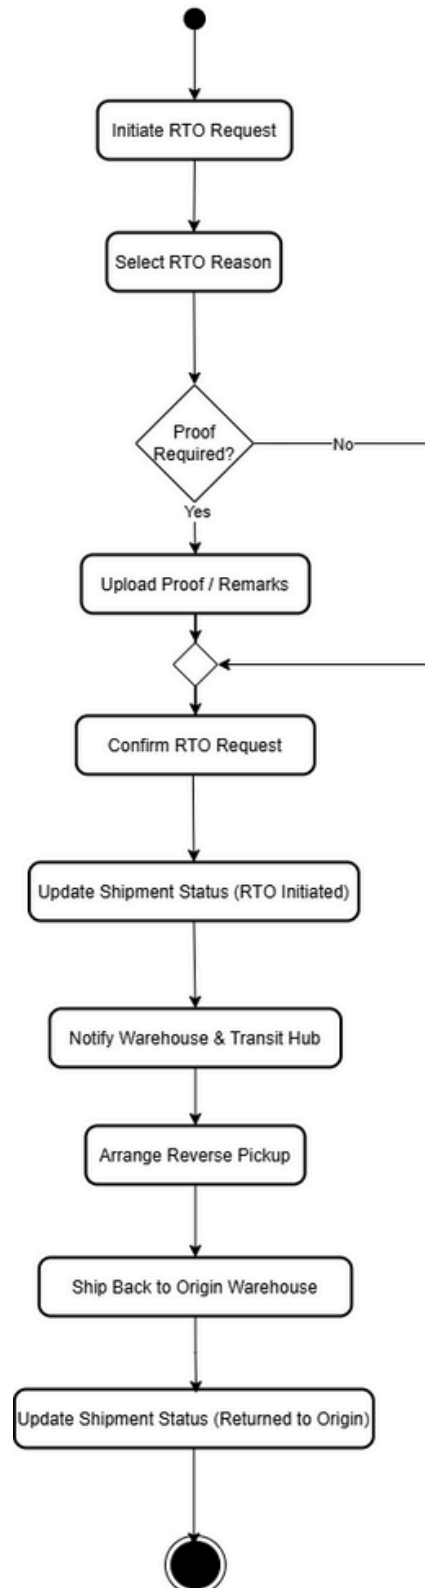 Initiate RTO Request
Select RTO Reason
Proof
Required?
No
Yes
Upload Proof / Remarks
Confirm RTO Request
Update Shipment Status (RTO Initiated)
Notify Warehouse & Transit Hub
Arrange Reverse Pickup
Ship Back to Origin Warehouse
Update Shipment Status (Returned to Origin)